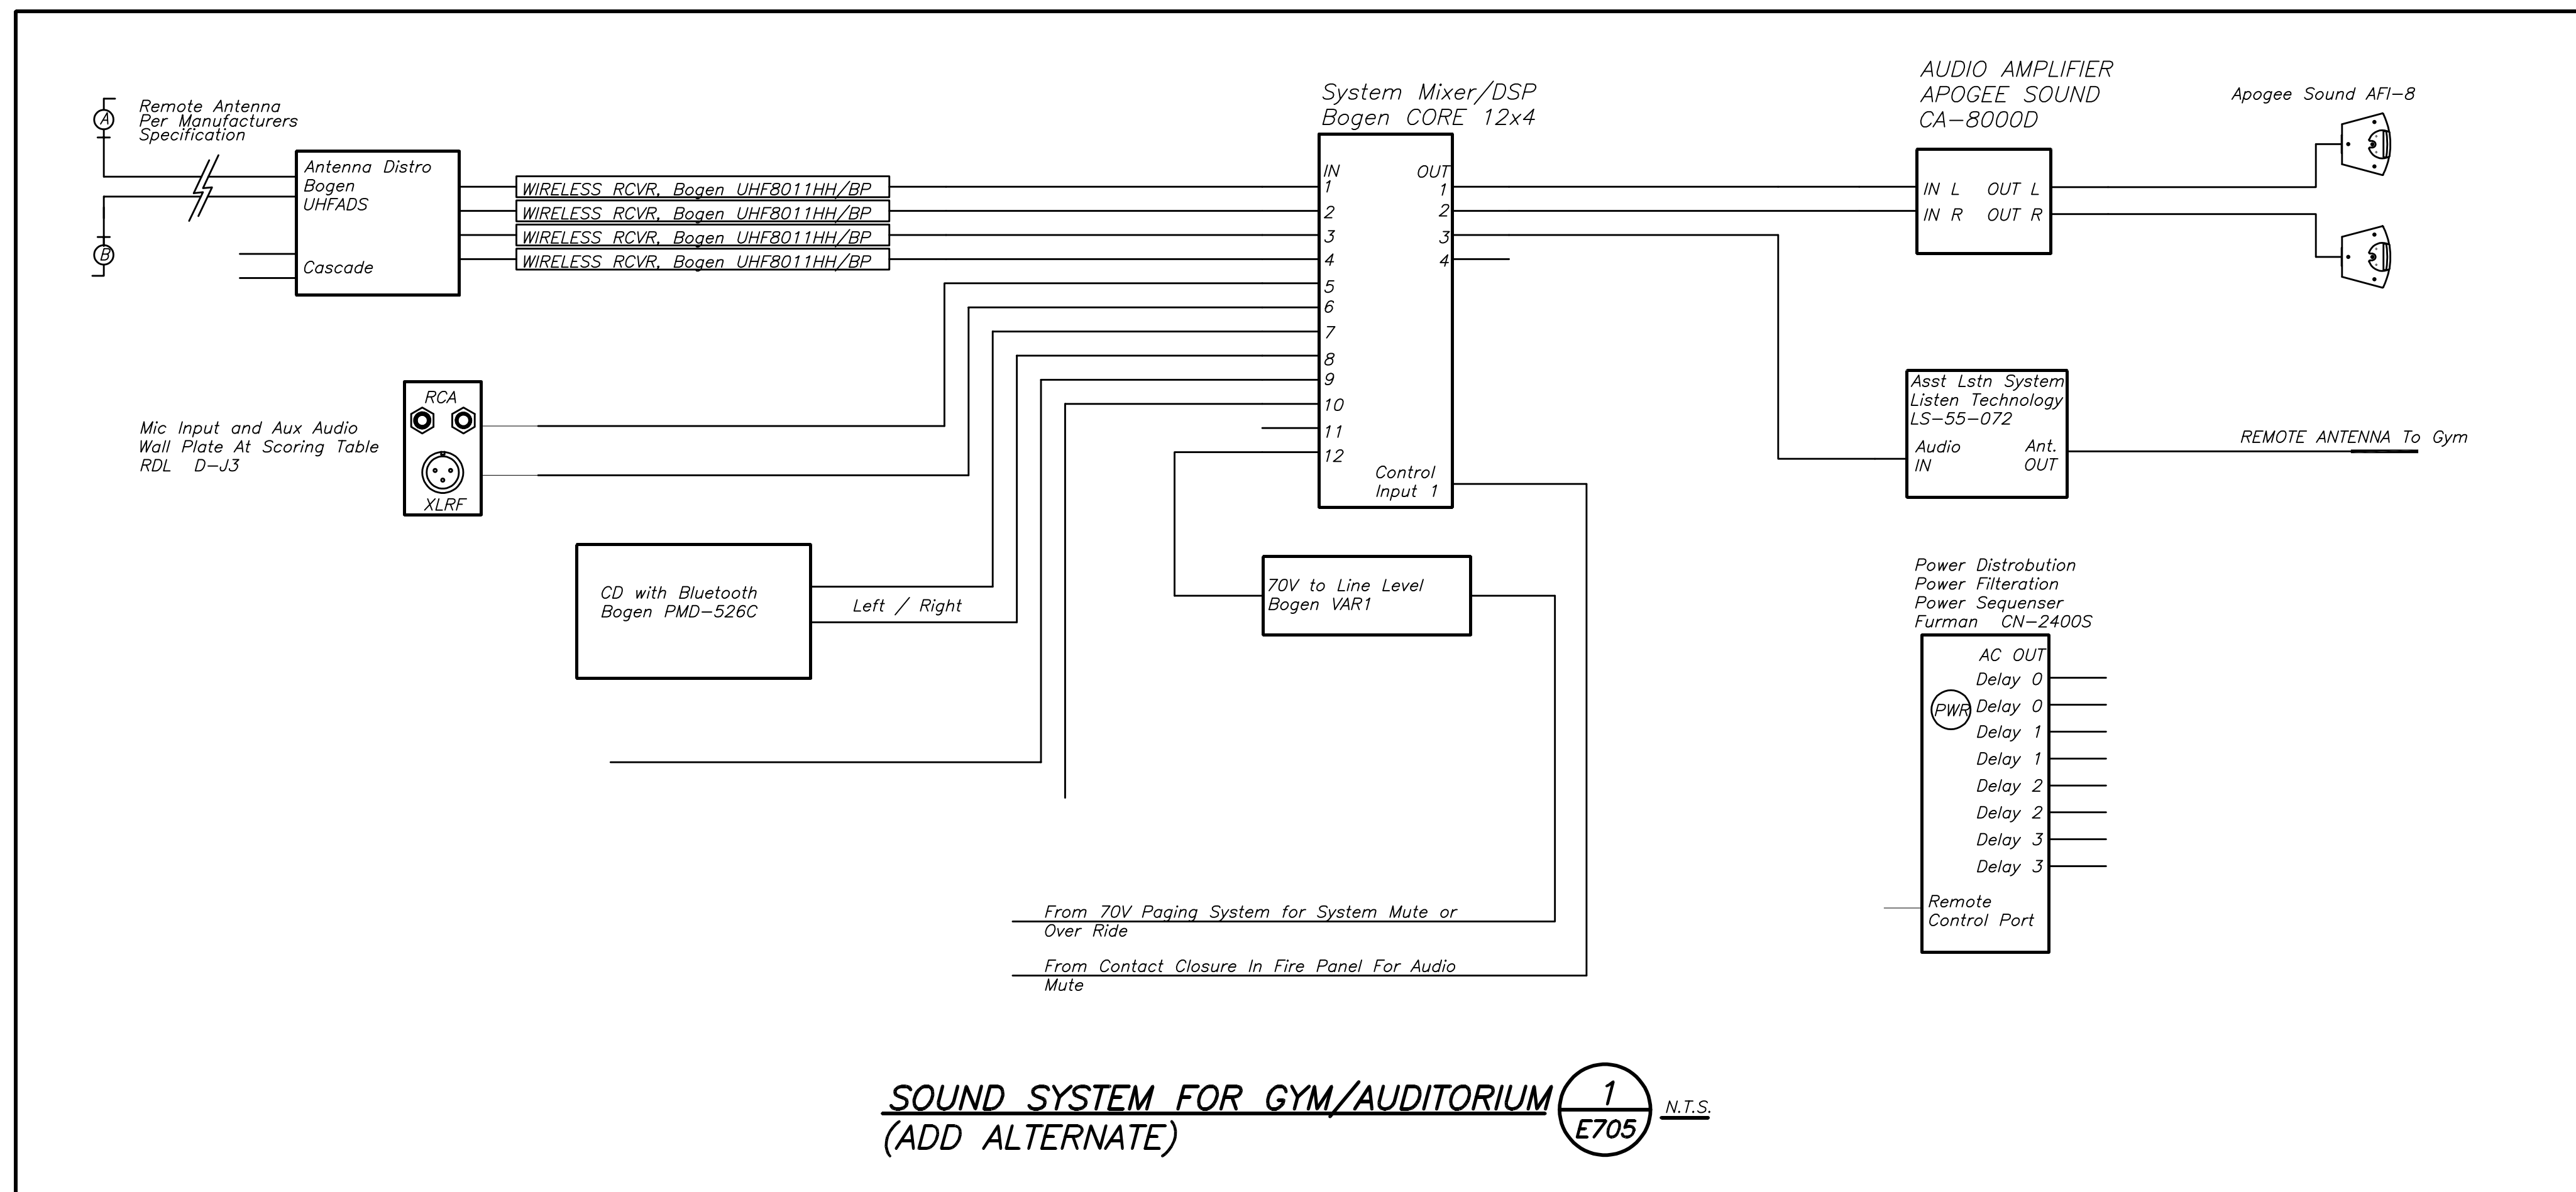 A
Remote Antenna
Per Manufacturers
Specification
B
Antenna Distro
Bogen
UHFADS
Cascade
WIRELESS RCVR, Bogen UHF8011HH/BP
WIRELESS RCVR, Bogen UHF8011HH/BP
WIRELESS RCVR, Bogen UHF8011HH/BP
WIRELESS RCVR, Bogen UHF8011HH/BP
Mic Input and Aux Audio
Wall Plate At Scoring Table
RDL D-J3
RCA
XLRF
CD with Bluetooth
Bogen PMD-526C
Left / Right
System Mixer/DSP
Bogen CORE 12x4
IN
1
2
3
4
5
6
7
8
9
10
11
12
OUT
1
2
3
4
Control
Input 1
70V to Line Level
Bogen VAR1
From 70V Paging System for System Mute or
Over Ride
From Contact Closure In Fire Panel For Audio
Mute
AUDIO AMPLIFIER
APOGEE SOUND
CA-8000D
IN L OUT L
IN R OUT R
Apogee Sound AFI-8
Asst Lstn System
Listen Technology
LS-55-072
Audio
IN
Ant.
OUT
REMOTE ANTENNA To Gym
Power Distrobution
Power Filteration
Power Sequenser
Furman CN-2400S
AC OUT
PWR
Delay 0
Delay 0
Delay 1
Delay 1
Delay 2
Delay 2
Delay 3
Delay 3
Remote
Control Port
SOUND SYSTEM FOR GYM/AUDITORIUM
(ADD ALTERNATE)
1
E705
N.T.S.